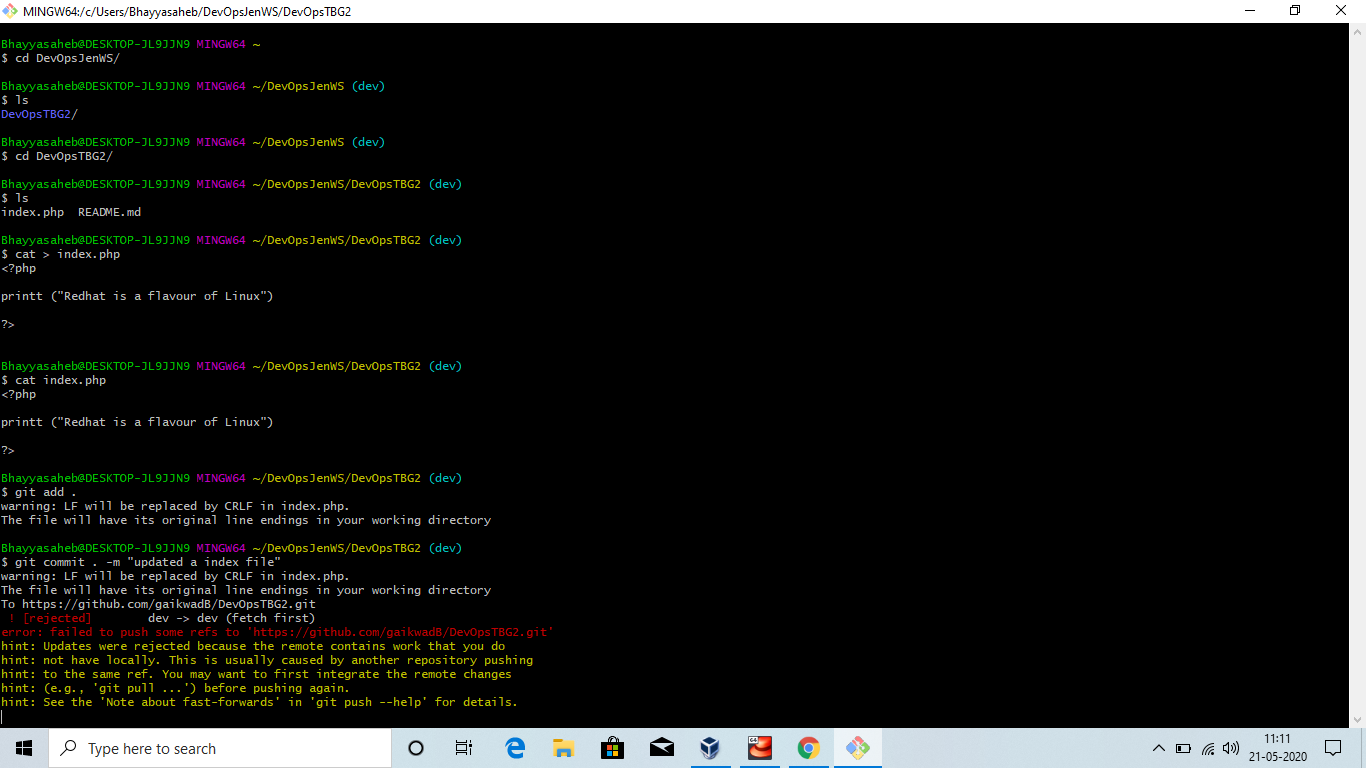 MINGW64:/c/Users/Bhayyasaheb/DevOpsJenWS/DevOpsTBG2
Bhayyasaheb@DESKTOP-JL9JJN9 MINGW64 ~
$ cd DevOpsJenWS/
Bhayyasaheb@DESKTOP-JL9JJN9 MINGW64 ~/DevOpsJenWS (dev)
$ ls
DevOpsTBG2/
Bhayyasaheb@DESKTOP-JL9JJN9 MINGW64 ~/DevOpsJenWS (dev)
$ cd DevOpsTBG2/
Bhayyasaheb@DESKTOP-JL9JJN9 MINGW64 ~/DevOpsJenWS/DevOpsTBG2 (dev)
$ ls
index.php  README.md
Bhayyasaheb@DESKTOP-JL9JJN9 MINGW64 ~/DevOpsJenWS/DevOpsTBG2 (dev)
$ cat > index.php
<?php
printt ("Redhat is a flavour of Linux")
?>
Bhayyasaheb@DESKTOP-JL9JJN9 MINGW64 ~/DevOpsJenWS/DevOpsTBG2 (dev)
$ cat index.php
<?php
printt ("Redhat is a flavour of Linux")
?>
Bhayyasaheb@DESKTOP-JL9JJN9 MINGW64 ~/DevOpsJenWS/DevOpsTBG2 (dev)
$ git add .
warning: LF will be replaced by CRLF in index.php.
The file will have its original line endings in your working directory
Bhayyasaheb@DESKTOP-JL9JJN9 MINGW64 ~/DevOpsJenWS/DevOpsTBG2 (dev)
$ git commit . -m "updated a index file"
warning: LF will be replaced by CRLF in index.php.
The file will have its original line endings in your working directory
To https://github.com/gaikwadB/DevOpsTBG2.git
 ! [rejected]        dev -> dev (fetch first)
error: failed to push some refs to 'https://github.com/gaikwadB/DevOpsTBG2.git'
hint: Updates were rejected because the remote contains work that you do
hint: not have locally. This is usually caused by another repository pushing
hint: to the same ref. You may want to first integrate the remote changes
hint: (e.g., 'git pull ...') before pushing again.
hint: See the 'Note about fast-forwards' in 'git push --help' for details.
Type here to search
64
11:11
21-05-2020